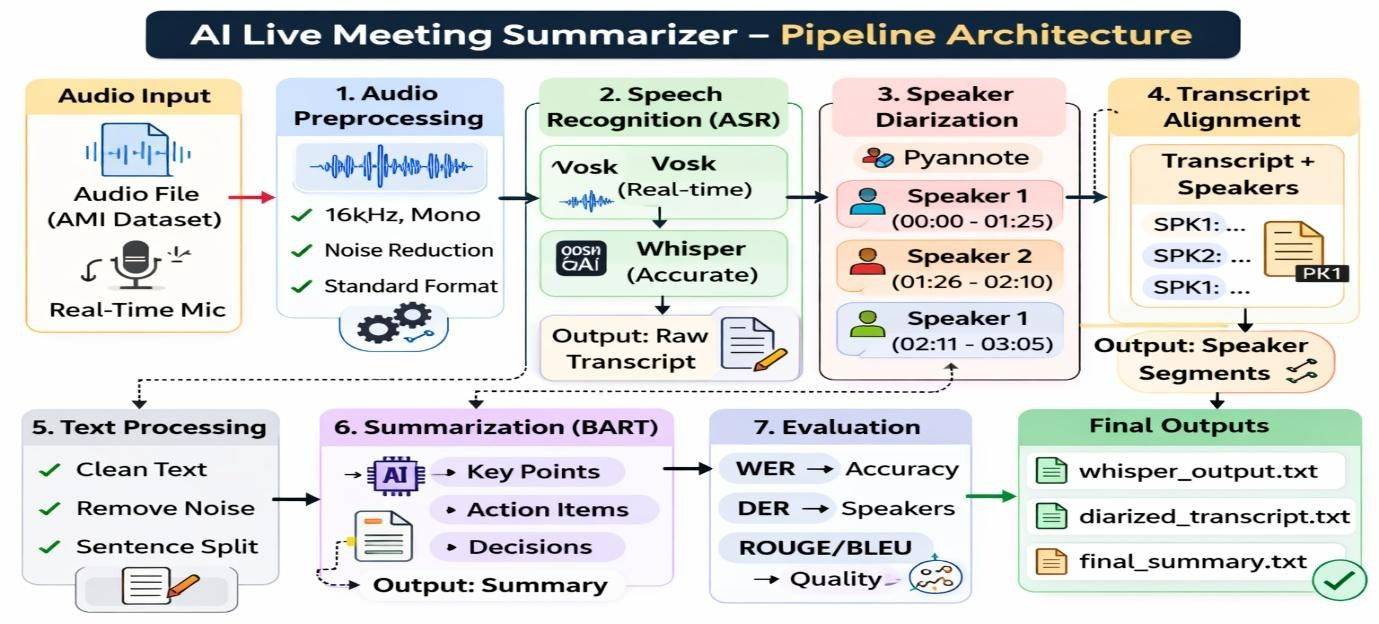 AI Live Meeting Summarizer – Pipeline Architecture
Audio Input
Audio File
(AMI Dataset)
Real-Time Mic
1. Audio
Preprocessing
16kHz, Mono
Noise Reduction
Standard Format
2. Speech
Recognition (ASR)
Vosk
Vosk
(Real-time)
Whisper
(Accurate)
Output: Raw
Transcript
3. Speaker
Diarization
Pyannote
Speaker 1
(00:00 - 01:25)
Speaker 2
(01:26 - 02:10)
Speaker 1
(02:11 - 03:05)
4. Transcript
Alignment
Transcript +
Speakers
SPK1: ...
SPK2: ...
SPK1: ...
PK1
Output: Speaker
Segments
5. Text Processing
Clean Text
Remove Noise
Sentence Split
6. Summarization (BART)
AI
Key Points
Action Items
Decisions
Output: Summary
7. Evaluation
WER → Accuracy
DER → Speakers
ROUGE/BLEU
→ Quality
Final Outputs
whisper_output.txt
diarized_transcript.txt
final_summary.txt